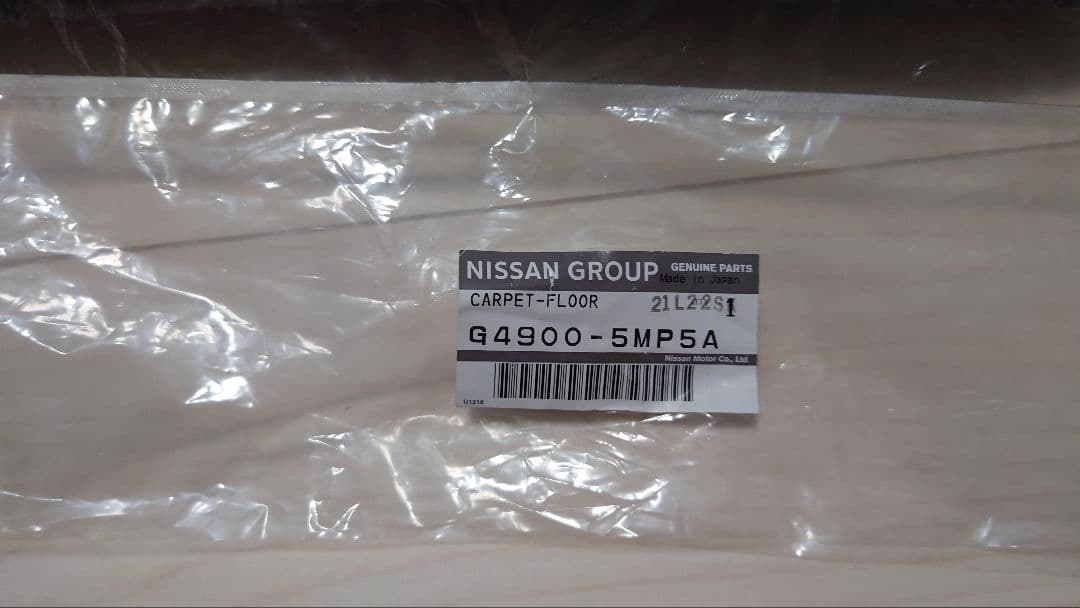 NISSAN GROUP GENUINE PARTS
Made in Japan
CARPET-FLOOR 21L22S1
G4900-5MP5A
Nissan Motor Co., Ltd.
U1216